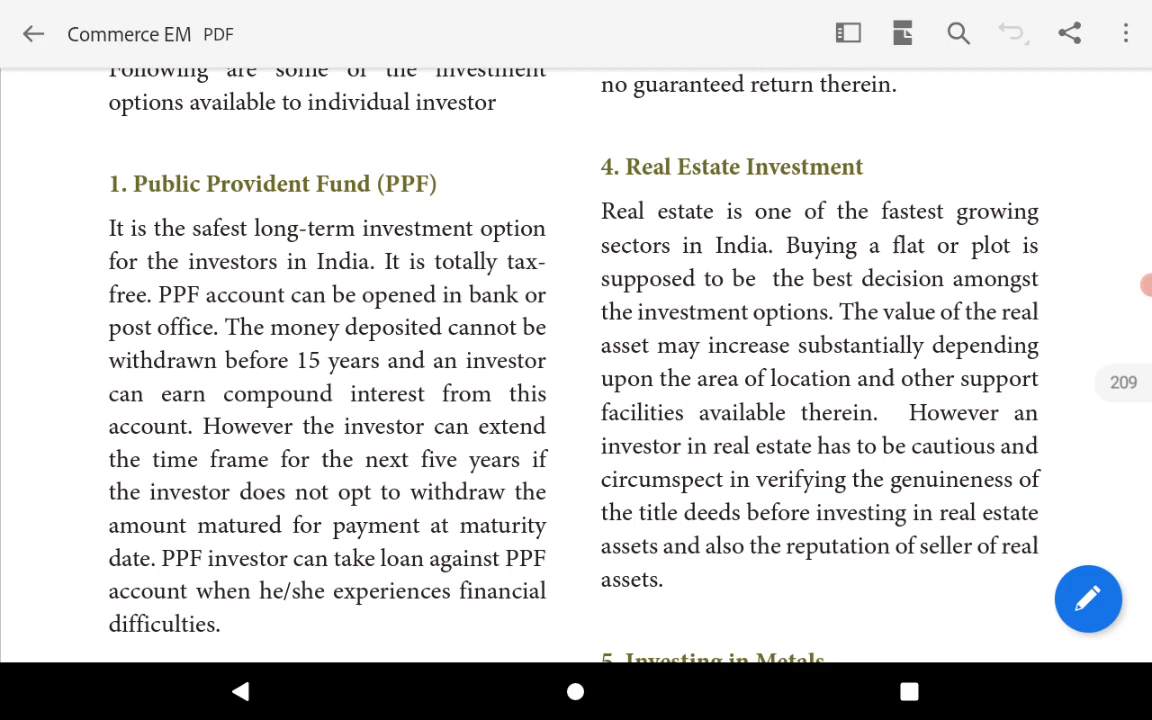 Commerce EM PDF
Following are some of the investment
options available to individual investor
1. Public Provident Fund (PPF)
It is the safest long-term investment option
for the investors in India. It is totally tax-
free. PPF account can be opened in bank or
post office. The money deposited cannot be
withdrawn before 15 years and an investor
can earn compound interest from this
account. However the investor can extend
the time frame for the next five years if
the investor does not opt to withdraw the
amount matured for payment at maturity
date. PPF investor can take loan against PPF
account when he/she experiences financial
difficulties.
no guaranteed return therein.
4. Real Estate Investment
Real estate is one of the fastest growing
sectors in India. Buying a flat or plot is
supposed to be the best decision amongst
the investment options. The value of the real
asset may increase substantially depending
upon the area of location and other support
facilities available therein. However an
investor in real estate has to be cautious and
circumspect in verifying the genuineness of
the title deeds before investing in real estate
assets and also the reputation of seller of real
assets.
5. Investing in Metals
209